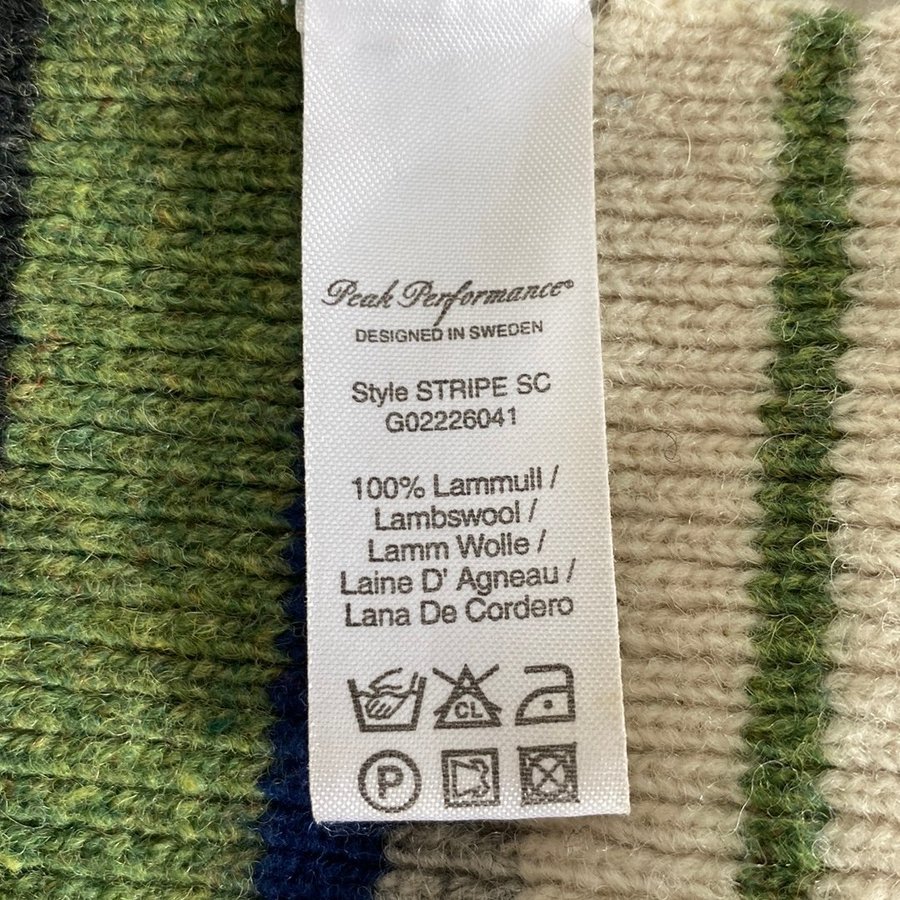 Peak Performance®
DESIGNED IN SWEDEN
Style STRIPE SC
G02226041
100% Lammull /
Lambswool /
Lamm Wolle /
Laine D' Agneau /
Lana De Cordero
CL
P